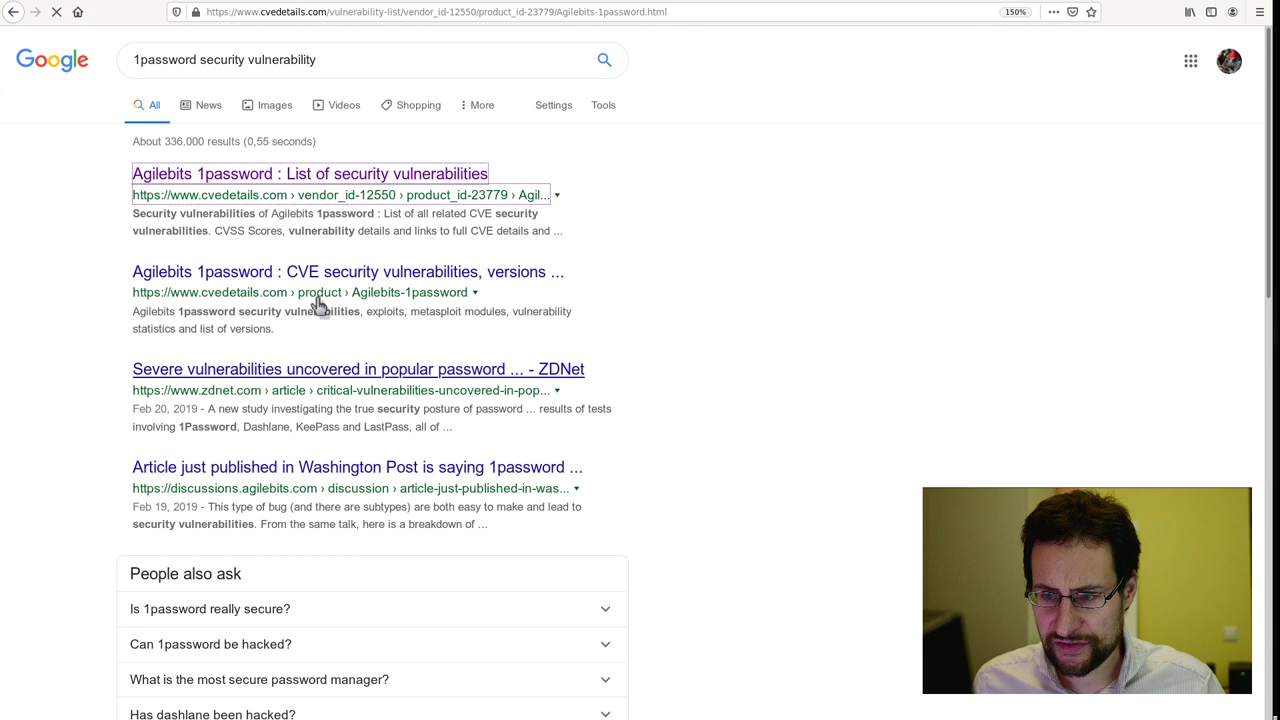 https://www.cvedetails.com/vulnerability-list/vendor_id-12550/product_id-23779/Agilebits-1password.html
150%
Google
1password security vulnerability
All
News
Images
Videos
Shopping
More
Settings
Tools
About 336.000 results (0,55 seconds)
Agilebits 1password : List of security vulnerabilities
https://www.cvedetails.com › vendor_id-12550 › product_id-23779 › Agil...
Security vulnerabilities of Agilebits 1password : List of all related CVE security
vulnerabilities. CVSS Scores, vulnerability details and links to full CVE details and ...
Agilebits 1password : CVE security vulnerabilities, versions ...
https://www.cvedetails.com › product › Agilebits-1password
Agilebits 1password security vulnerabilities, exploits, metasploit modules, vulnerability
statistics and list of versions.
Severe vulnerabilities uncovered in popular password ... - ZDNet
https://www.zdnet.com › article › critical-vulnerabilities-uncovered-in-pop...
Feb 20, 2019 - A new study investigating the true security posture of password ... results of tests
involving 1Password, Dashlane, KeePass and LastPass, all of ...
Article just published in Washington Post is saying 1password ...
https://discussions.agilebits.com › discussion › article-just-published-in-was...
Feb 19, 2019 - This type of bug (and there are subtypes) are both easy to make and lead to
security vulnerabilities. From the same talk, here is a breakdown of ...
People also ask
Is 1password really secure?
Can 1password be hacked?
What is the most secure password manager?
Has dashlane been hacked?